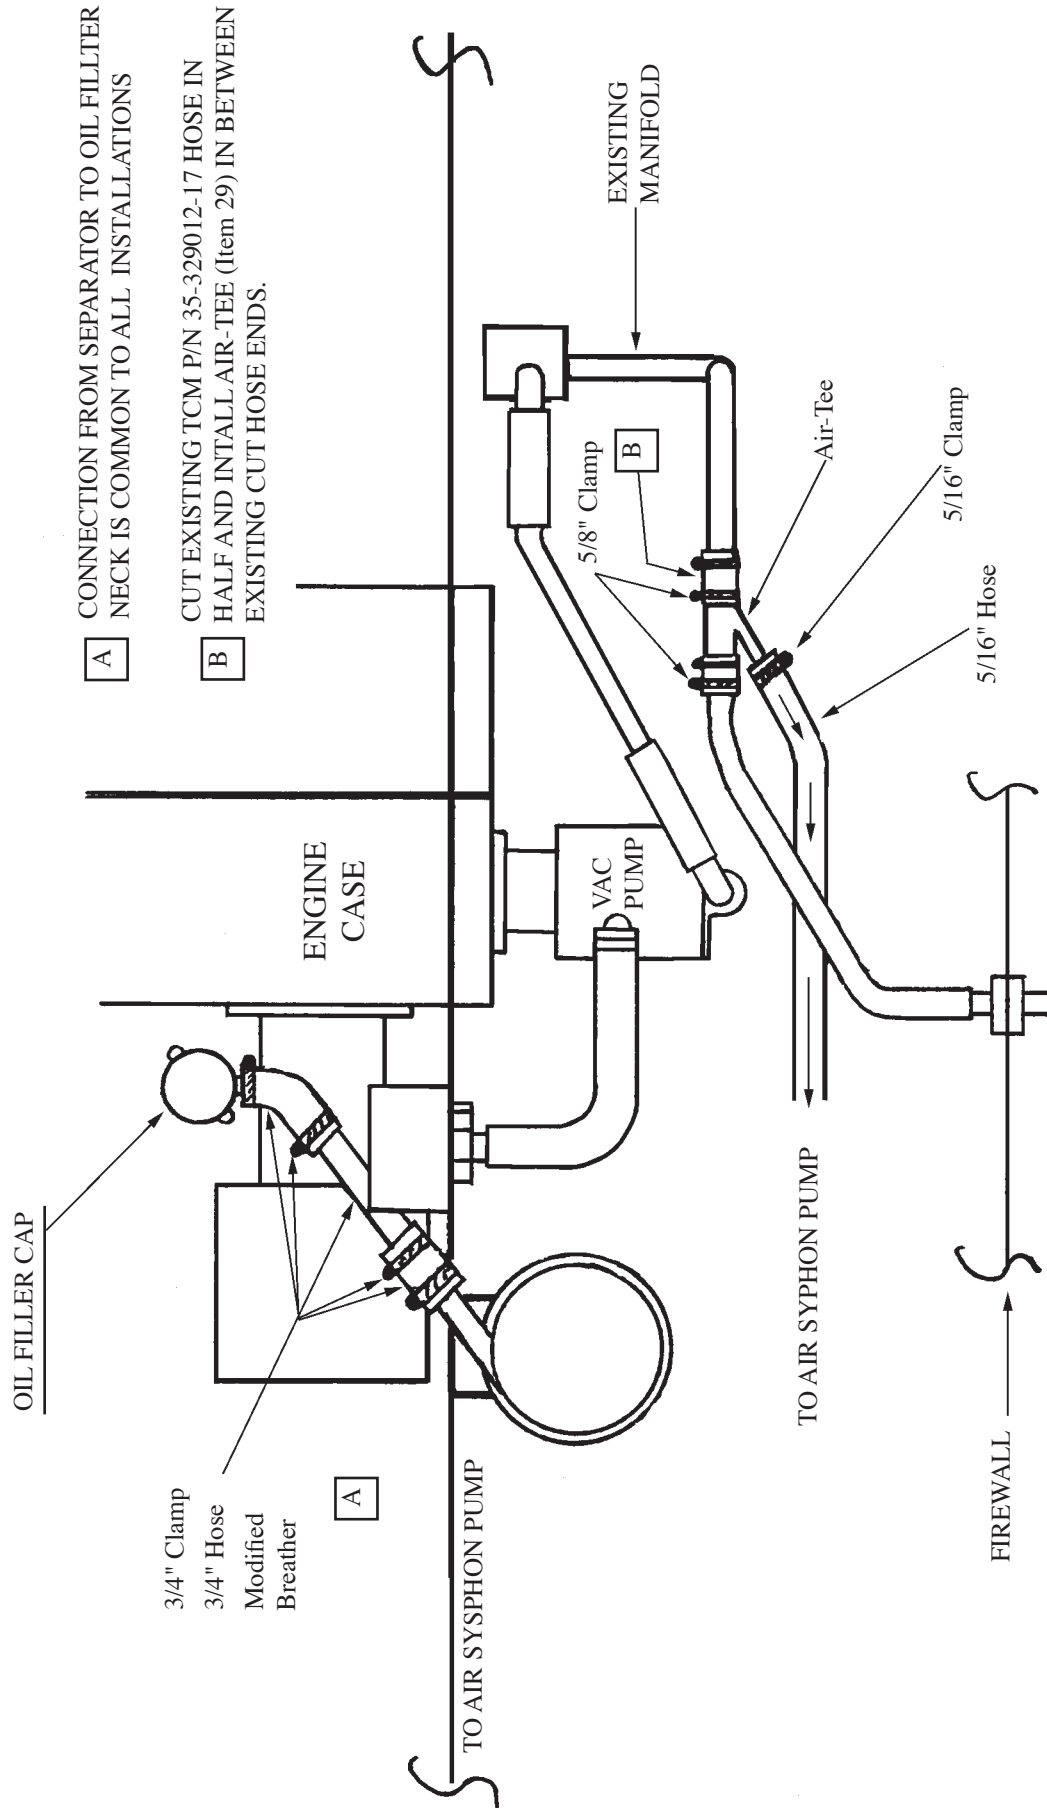 A
CONNECTION FROM SEPARATOR TO OIL FILLTER
NECK IS COMMON TO ALL INSTALLATIONS
B
CUT EXISTING TCM P/N 35-329012-17 HOSE IN
HALF AND INTALL AIR-TEE (Item 29) IN BETWEEN
EXISTING CUT HOSE ENDS.
OIL FILLER CAP
3/4" Clamp
3/4" Hose
Modified
Breather
A
ENGINE
CASE
VAC
PUMP
EXISTING
MANIFOLD
5/8" Clamp
B
Air-Tee
5/16" Clamp
5/16" Hose
TO AIR SYSPHON PUMP
TO AIR SYPHON PUMP
FIREWALL